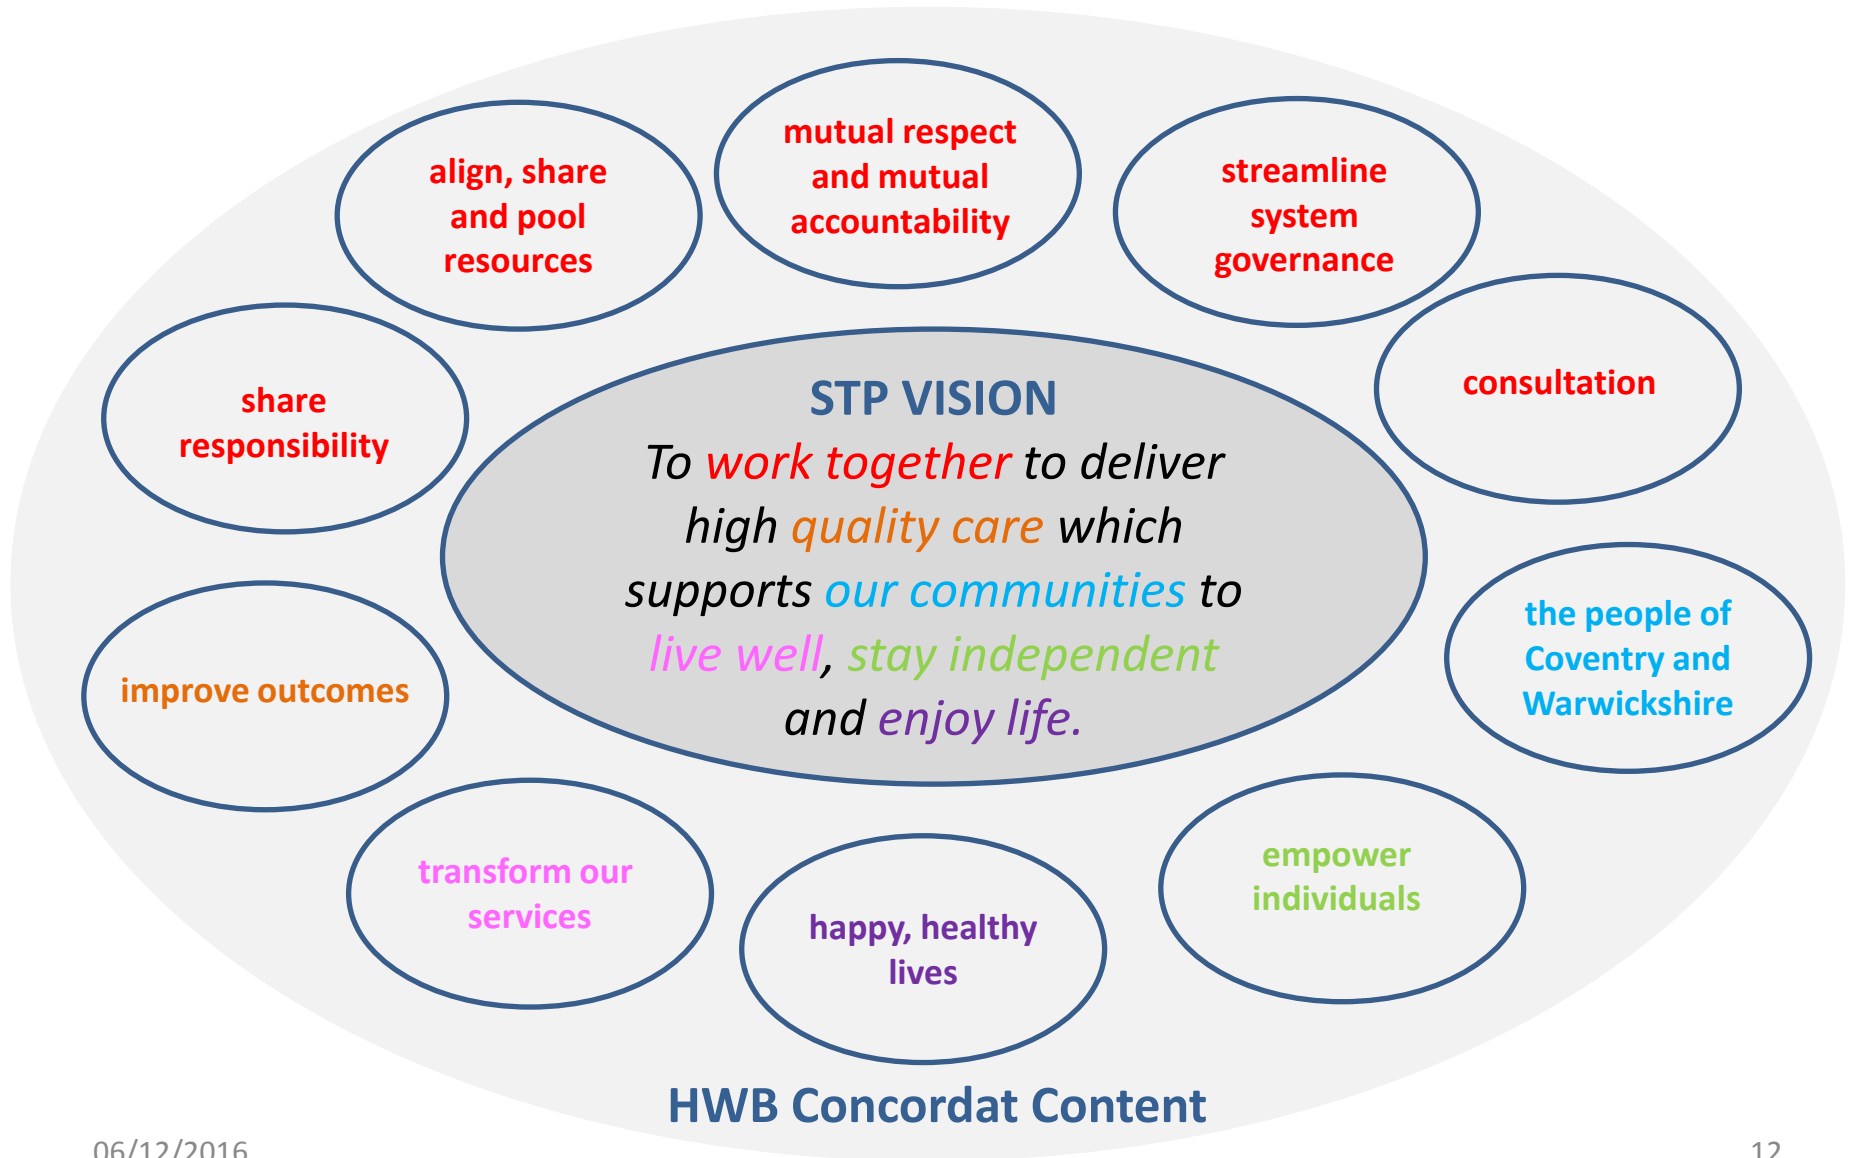 mutual respect
and mutual
accountability
align, share
and pool
resources
streamline
system
governance
share
responsibility
consultation
STP VISION
To work together to deliver
high quality care which
supports our communities to
live well, stay independent
and enjoy life.
improve outcomes
the people of
Coventry and
Warwickshire
transform our
services
happy, healthy
lives
empower
individuals
HWB Concordat Content
06/12/2016
12